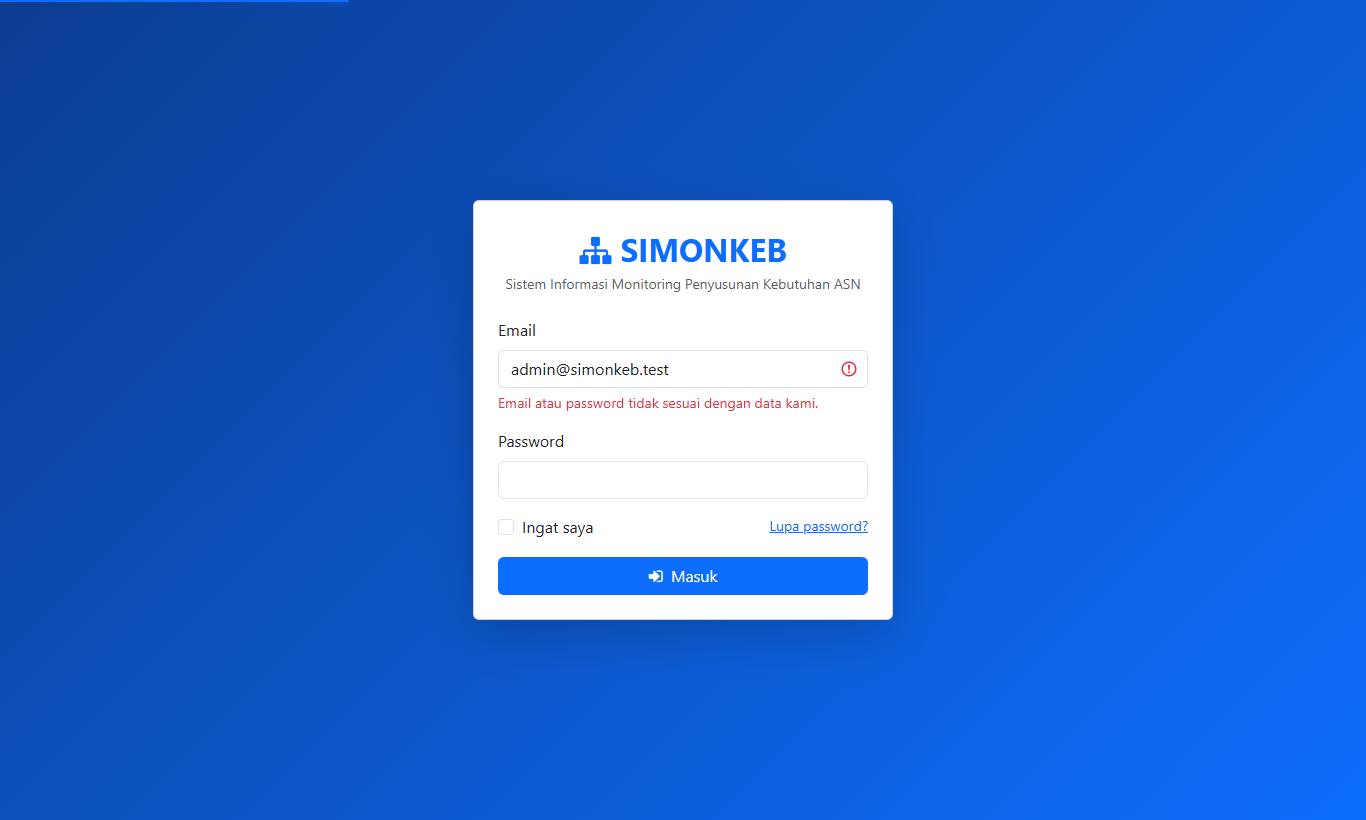 SIMONKEB
Sistem Informasi Monitoring Penyusunan Kebutuhan ASN
Email
admin@simonkeb.test
Email atau password tidak sesuai dengan data kami.
Password
Ingat saya
Lupa password?
Masuk